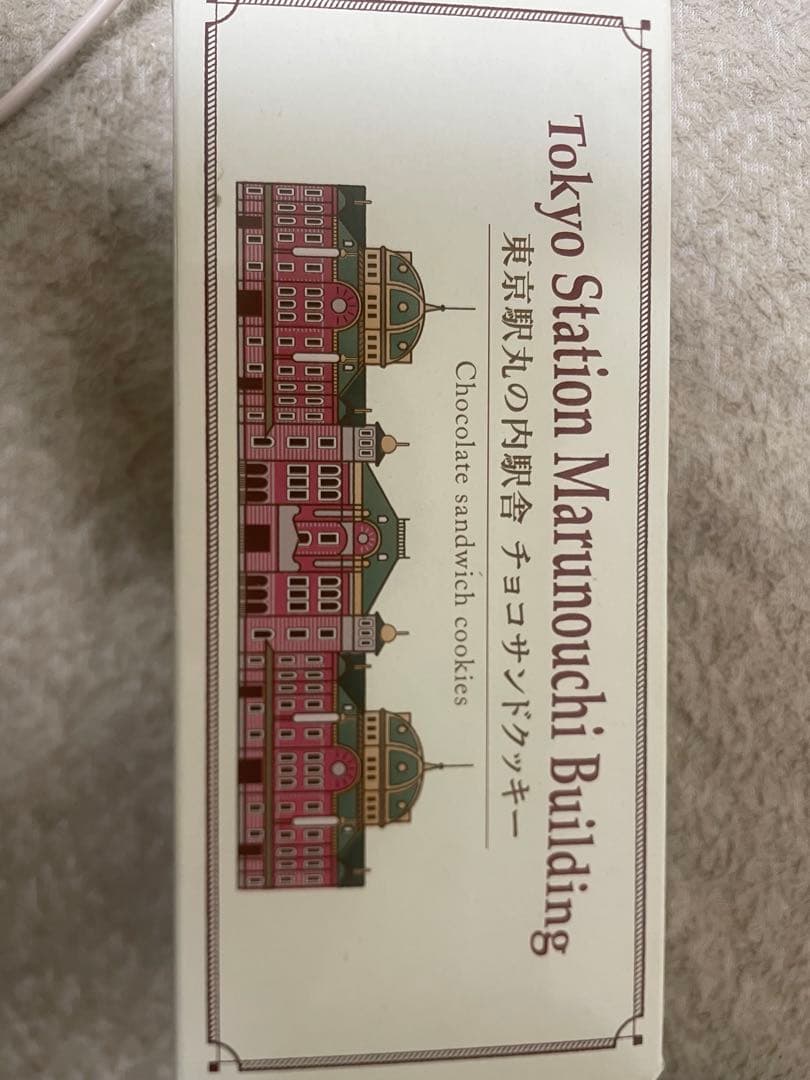 Tokyo Station Marunouchi Building
東京駅丸の内駅舎 チョコサンドクッキー
Chocolate sandwich cookies